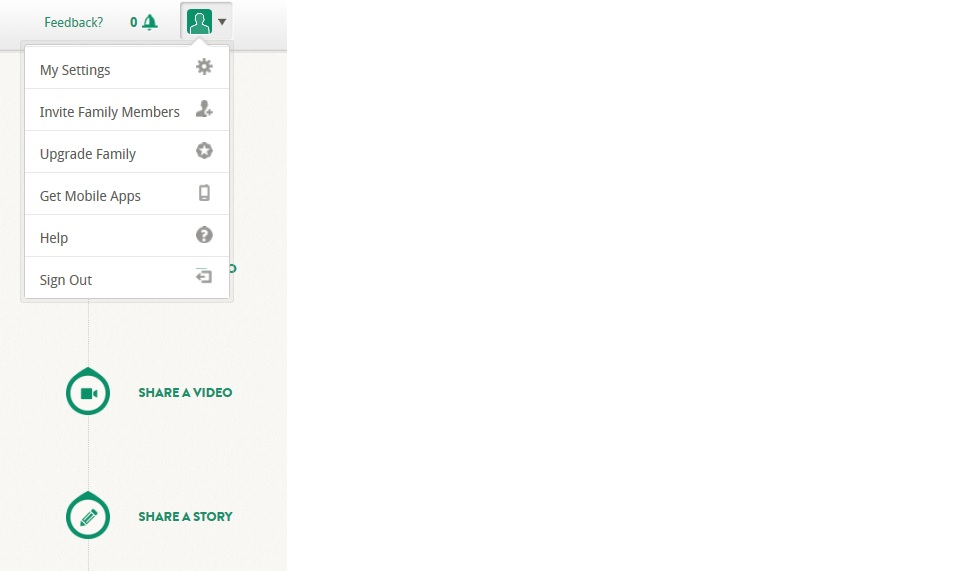 Feedback?
0
My Settings
Invite Family Members
Upgrade Family
Get Mobile Apps
Help
Sign Out
SHARE A VIDEO
SHARE A STORY